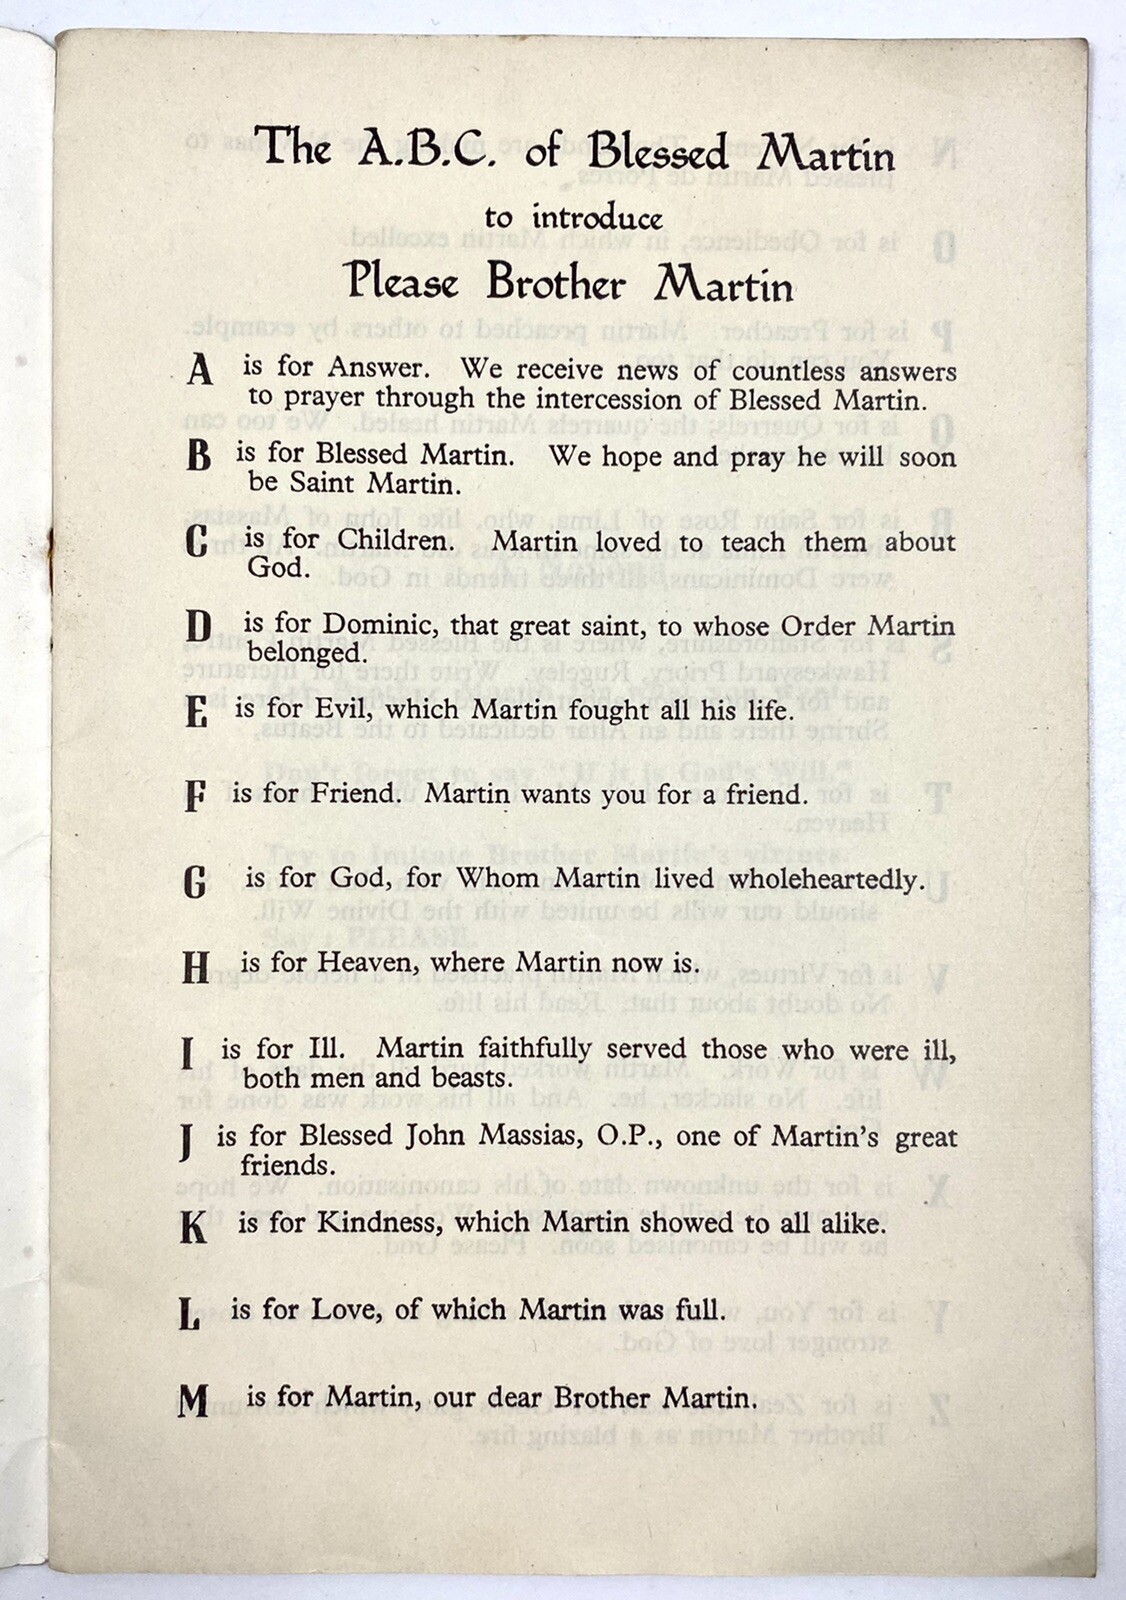 The A.B.C. of Blessed Martin
to introduce
Please Brother Martin
A is for Answer. We receive news of countless answers
to prayer through the intercession of Blessed Martin.
B is for Blessed Martin. We hope and pray he will soon
be Saint Martin.
C is for Children. Martin loved to teach them about
God.
D is for Dominic, that great saint, to whose Order Martin
belonged.
E is for Evil, which Martin fought all his life.
F is for Friend. Martin wants you for a friend.
G is for God, for Whom Martin lived wholeheartedly.
H is for Heaven, where Martin now is.
I is for Ill. Martin faithfully served those who were ill,
both men and beasts.
J is for Blessed John Massias, O.P., one of Martin's great
friends.
K is for Kindness, which Martin showed to all alike.
L is for Love, of which Martin was full.
M is for Martin, our dear Brother Martin.